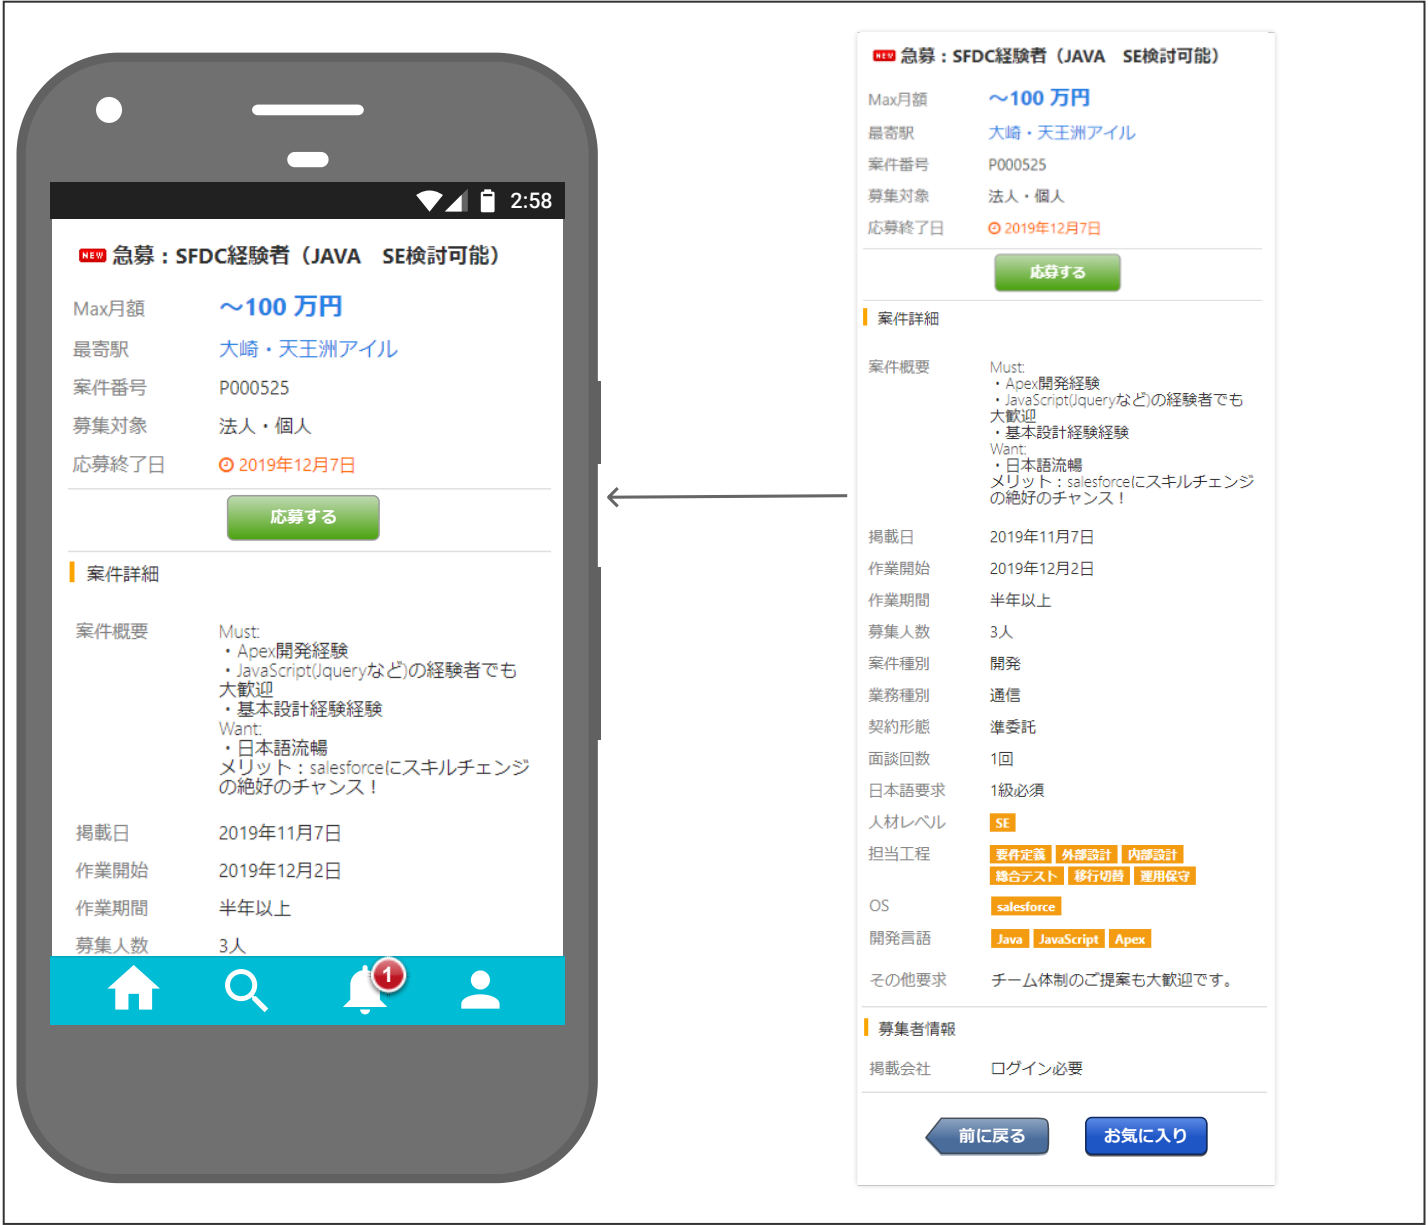 2:58
NEW 急募：SFDC経験者（JAVA　SE検討可能）
Max月額 ～100 万円
最寄駅 大崎・天王洲アイル
案件番号 P000525
募集対象 法人・個人
応募終了日 2019年12月7日
応募する
案件詳細
案件概要 Must:
・Apex開発経験
・JavaScript(Jqueryなど)の経験者でも
大歓迎
・基本設計経験経験
Want:
・日本語流暢
メリット：salesforceにスキルチェンジ
の絶好のチャンス！
掲載日 2019年11月7日
作業開始 2019年12月2日
作業期間 半年以上
募集人数 3人
1
NEW 急募：SFDC経験者（JAVA　SE検討可能）
Max月額 ～100 万円
最寄駅 大崎・天王洲アイル
案件番号 P000525
募集対象 法人・個人
応募終了日 2019年12月7日
応募する
案件詳細
案件概要 Must:
・Apex開発経験
・JavaScript(Jqueryなど)の経験者でも
大歓迎
・基本設計経験経験
Want:
・日本語流暢
メリット：salesforceにスキルチェンジ
の絶好のチャンス！
掲載日 2019年11月7日
作業開始 2019年12月2日
作業期間 半年以上
募集人数 3人
案件種別 開発
業務種別 通信
契約形態 準委託
面談回数 1回
日本語要求 1級必須
人材レベル SE
担当工程 要件定義 外部設計 内部設計
総合テスト 移行切替 運用保守
OS salesforce
開発言語 Java JavaScript Apex
その他要求 チーム体制のご提案も大歓迎です。
募集者情報
掲載会社 ログイン必要
前に戻る お気に入り